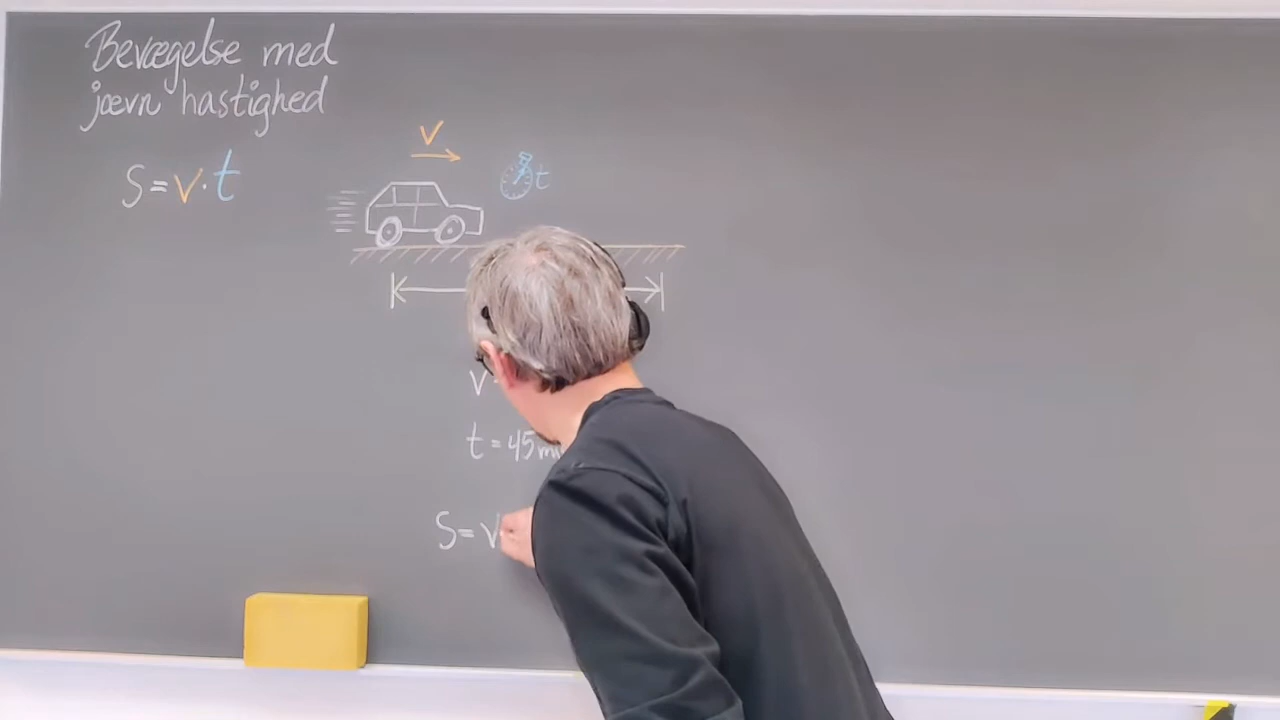 Bevægelse med
jævn hastighed
S = v · t
v
t
v
t = 45 m
S = v